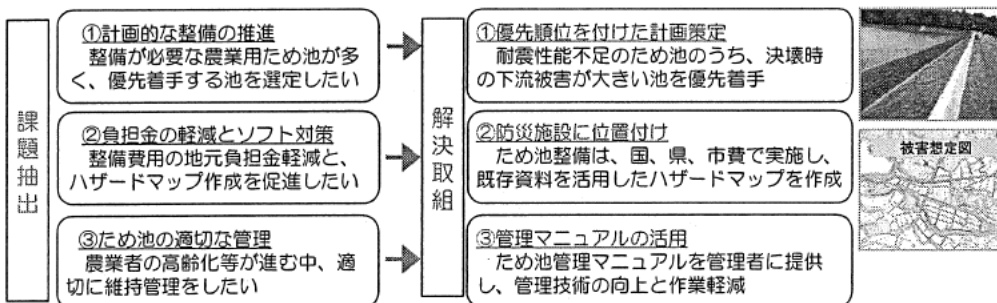 課題抽出
①計画的な整備の推進
整備が必要な農業用ため池が多
く、優先着手する池を選定したい
②負担金の軽減とソフト対策
整備費用の地元負担金軽減と、
ハザードマップ作成を促進したい
③ため池の適切な管理
農業者の高齢化等が進む中、適
切に維持管理をしたい
解決取組
①優先順位を付けた計画策定
耐震性能不足のため池のうち、決壊時
の下流被害が大きい池を優先着手
②防災施設に位置付け
ため池整備は、国、県、市費で実施し、
既存資料を活用したハザードマップを作成
③管理マニュアルの活用
ため池管理マニュアルを管理者に提供
し、管理技術の向上と作業軽減
被害想定図